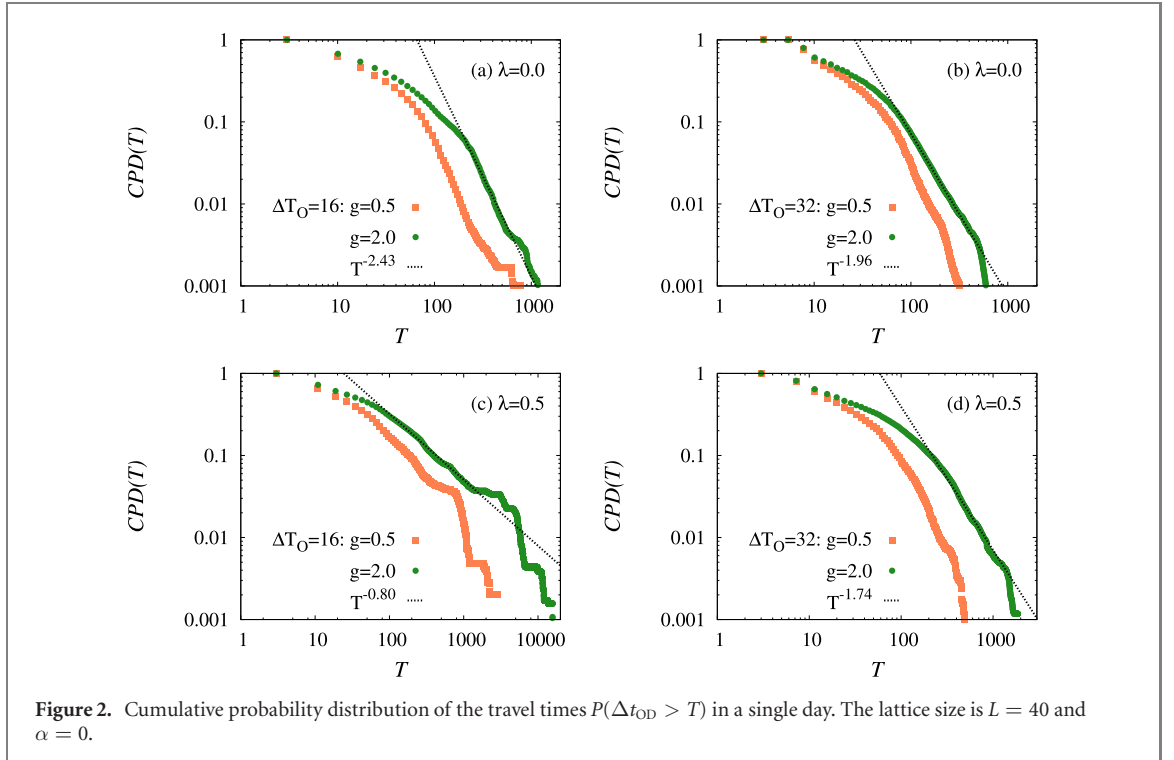 1
0.1
0.01
0.001
1
10
100
1000
CPD(T)
T
(a) λ=0.0
ΔT_O=16: g=0.5
g=2.0
T^-2.43
1
0.1
0.01
0.001
1
10
100
1000
CPD(T)
T
(b) λ=0.0
ΔT_O=32: g=0.5
g=2.0
T^-1.96
1
0.1
0.01
0.001
1
10
100
1000
10000
CPD(T)
T
(c) λ=0.5
ΔT_O=16: g=0.5
g=2.0
T^-0.80
1
0.1
0.01
0.001
1
10
100
1000
CPD(T)
T
(d) λ=0.5
ΔT_O=32: g=0.5
g=2.0
T^-1.74
Figure 2. Cumulative probability distribution of the travel times P(Δt_OD > T) in a single day. The lattice size is L = 40 and
α = 0.